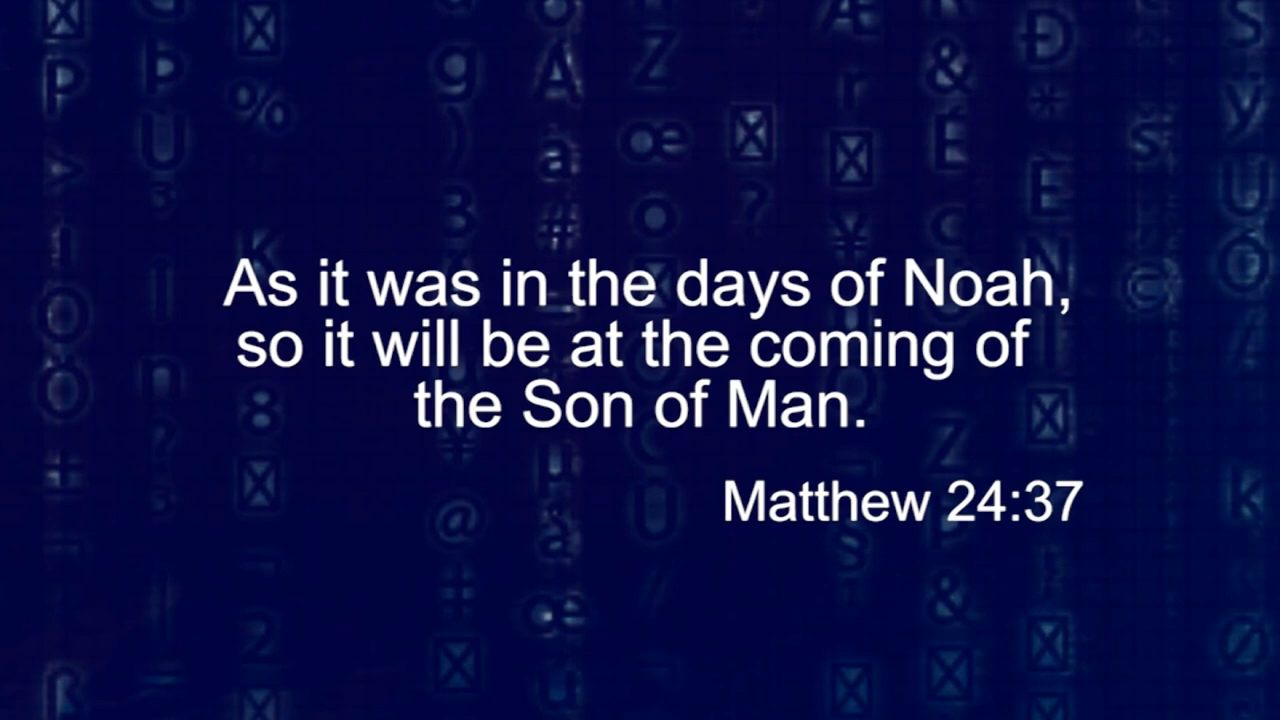 As it was in the days of Noah,
so it will be at the coming of
the Son of Man.
Matthew 24:37